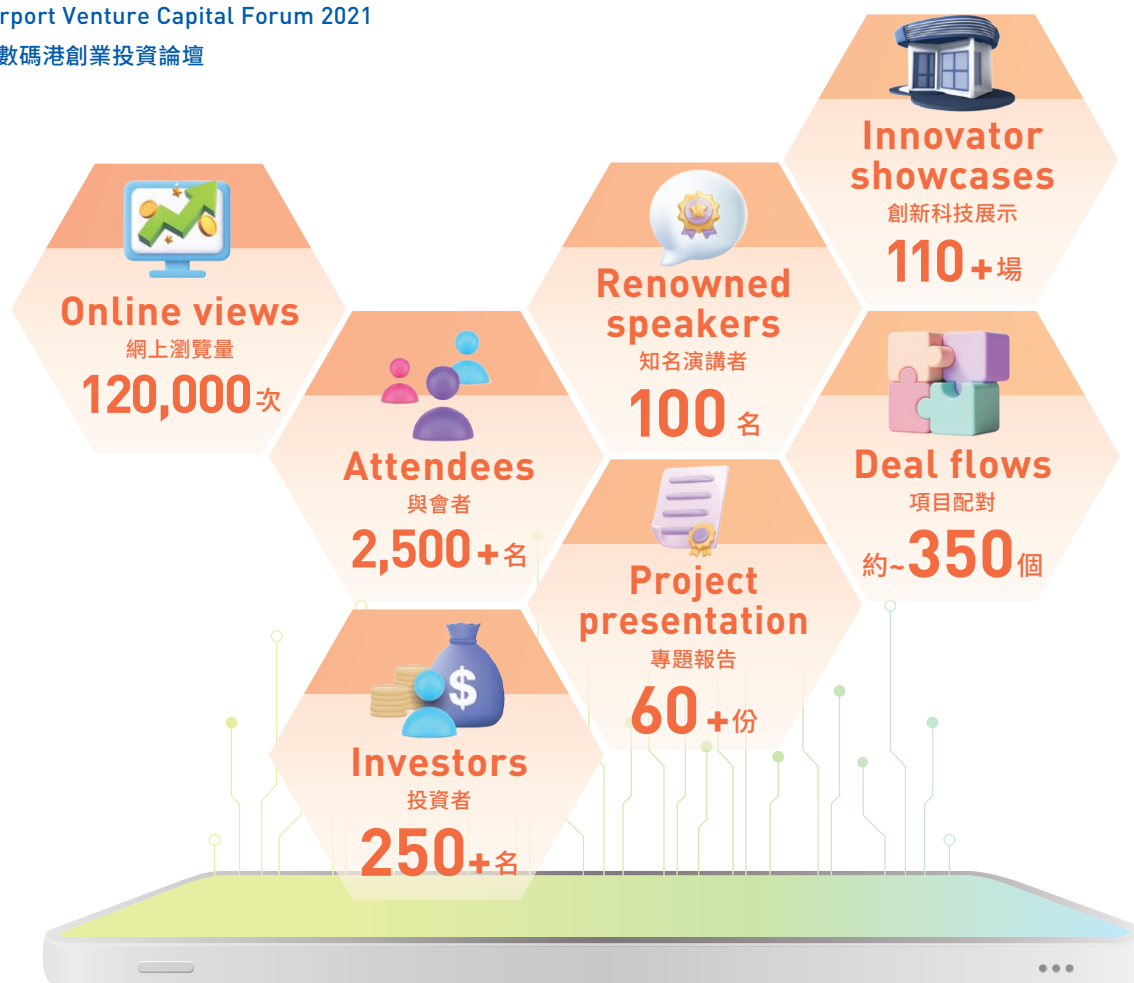 rport Venture Capital Forum 2021
數碼港創業投資論壇
Innovator
showcases
創新科技展示
110+場
Online views
網上瀏覽量
120,000次
Renowned
speakers
知名演講者
100名
Attendees
與會者
2,500+名
Deal flows
項目配對
約~350個
Project
presentation
專題報告
60+份
$
Investors
投資者
250+名